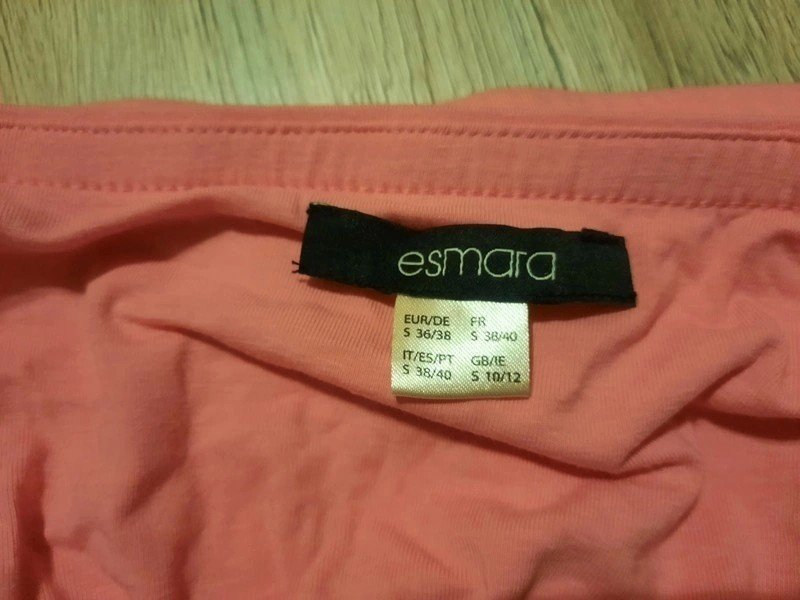 esmara
EUR/DE FR
S 36/38 S 38/40
IT/ES/PT GB/IE
S 38/40 S 10/12